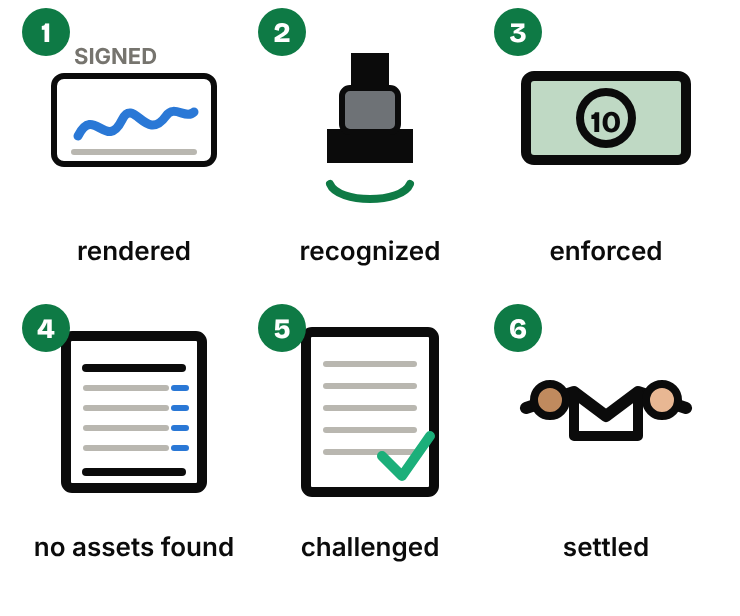 1
SIGNED
rendered
2
recognized
3
10
enforced
4
no assets found
5
challenged
6
settled